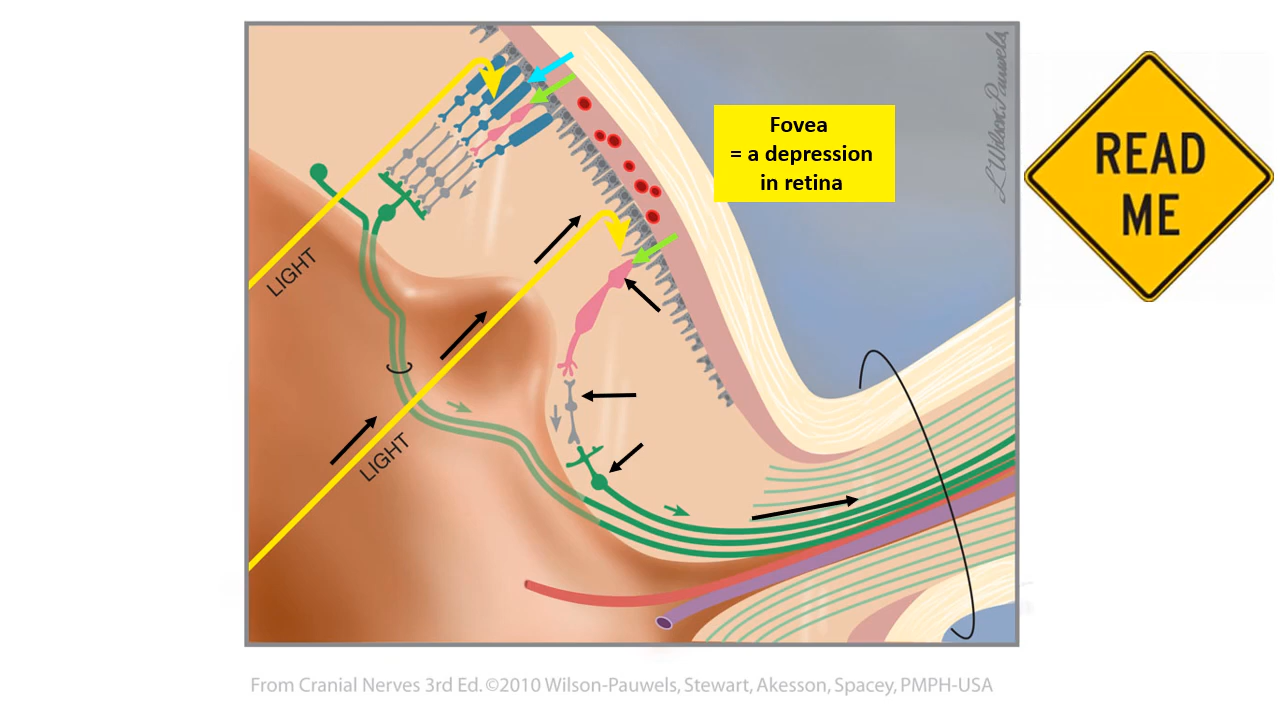 L.Wilson-Pauwels,
Fovea
= a depression
in retina
READ
ME
LIGHT
LIGHT
From Cranial Nerves 3rd Ed.©2010 Wilson-Pauwels, Stewart, Akesson, Spacey, PMPH-USA